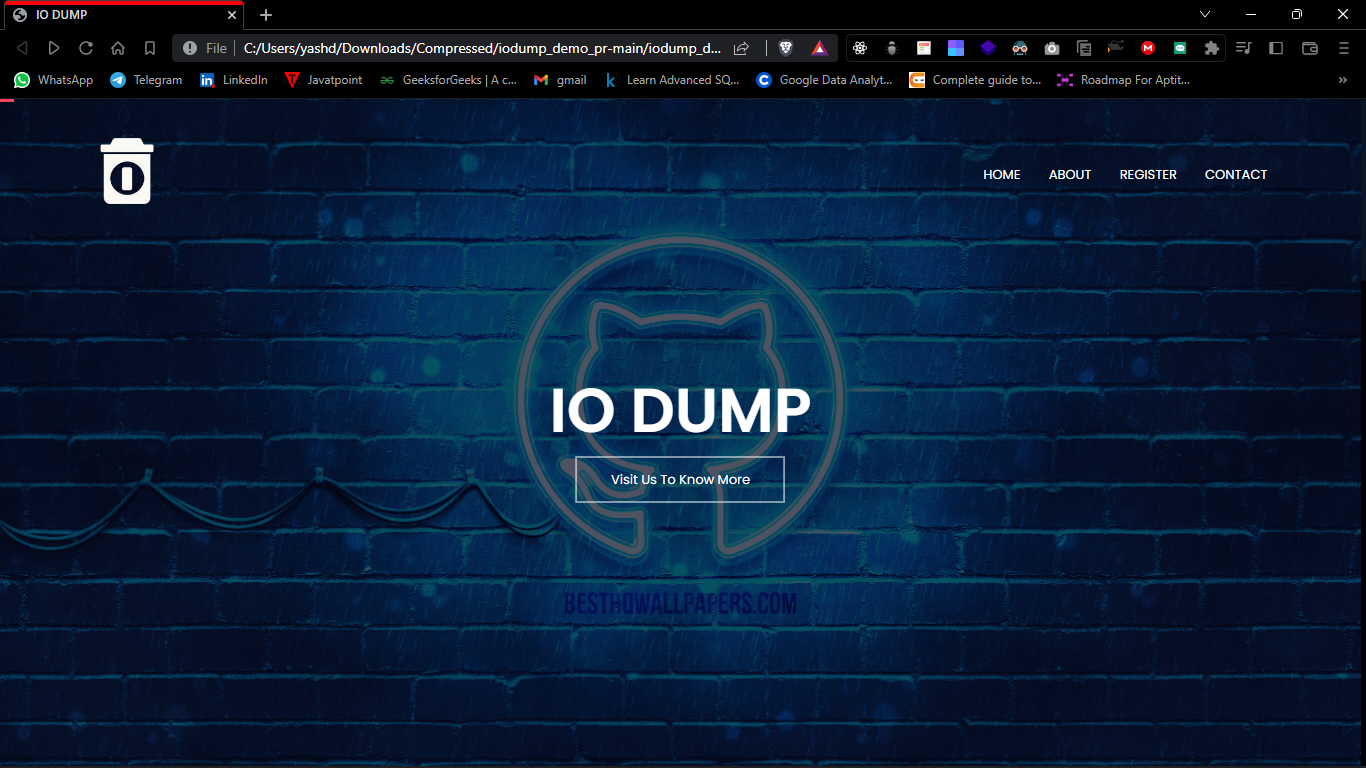 IO DUMP
File
C:/Users/yashd/Downloads/Compressed/iodump_demo_pr-main/iodump_d...
WhatsApp
Telegram
LinkedIn
Javatpoint
GeeksforGeeks | A c...
gmail
Learn Advanced SQ...
Google Data Analyt...
Complete guide to...
Roadmap For Aptit...
HOME
ABOUT
REGISTER
CONTACT
IO DUMP
Visit Us To Know More
BESTHQWALLPAPERS.COM